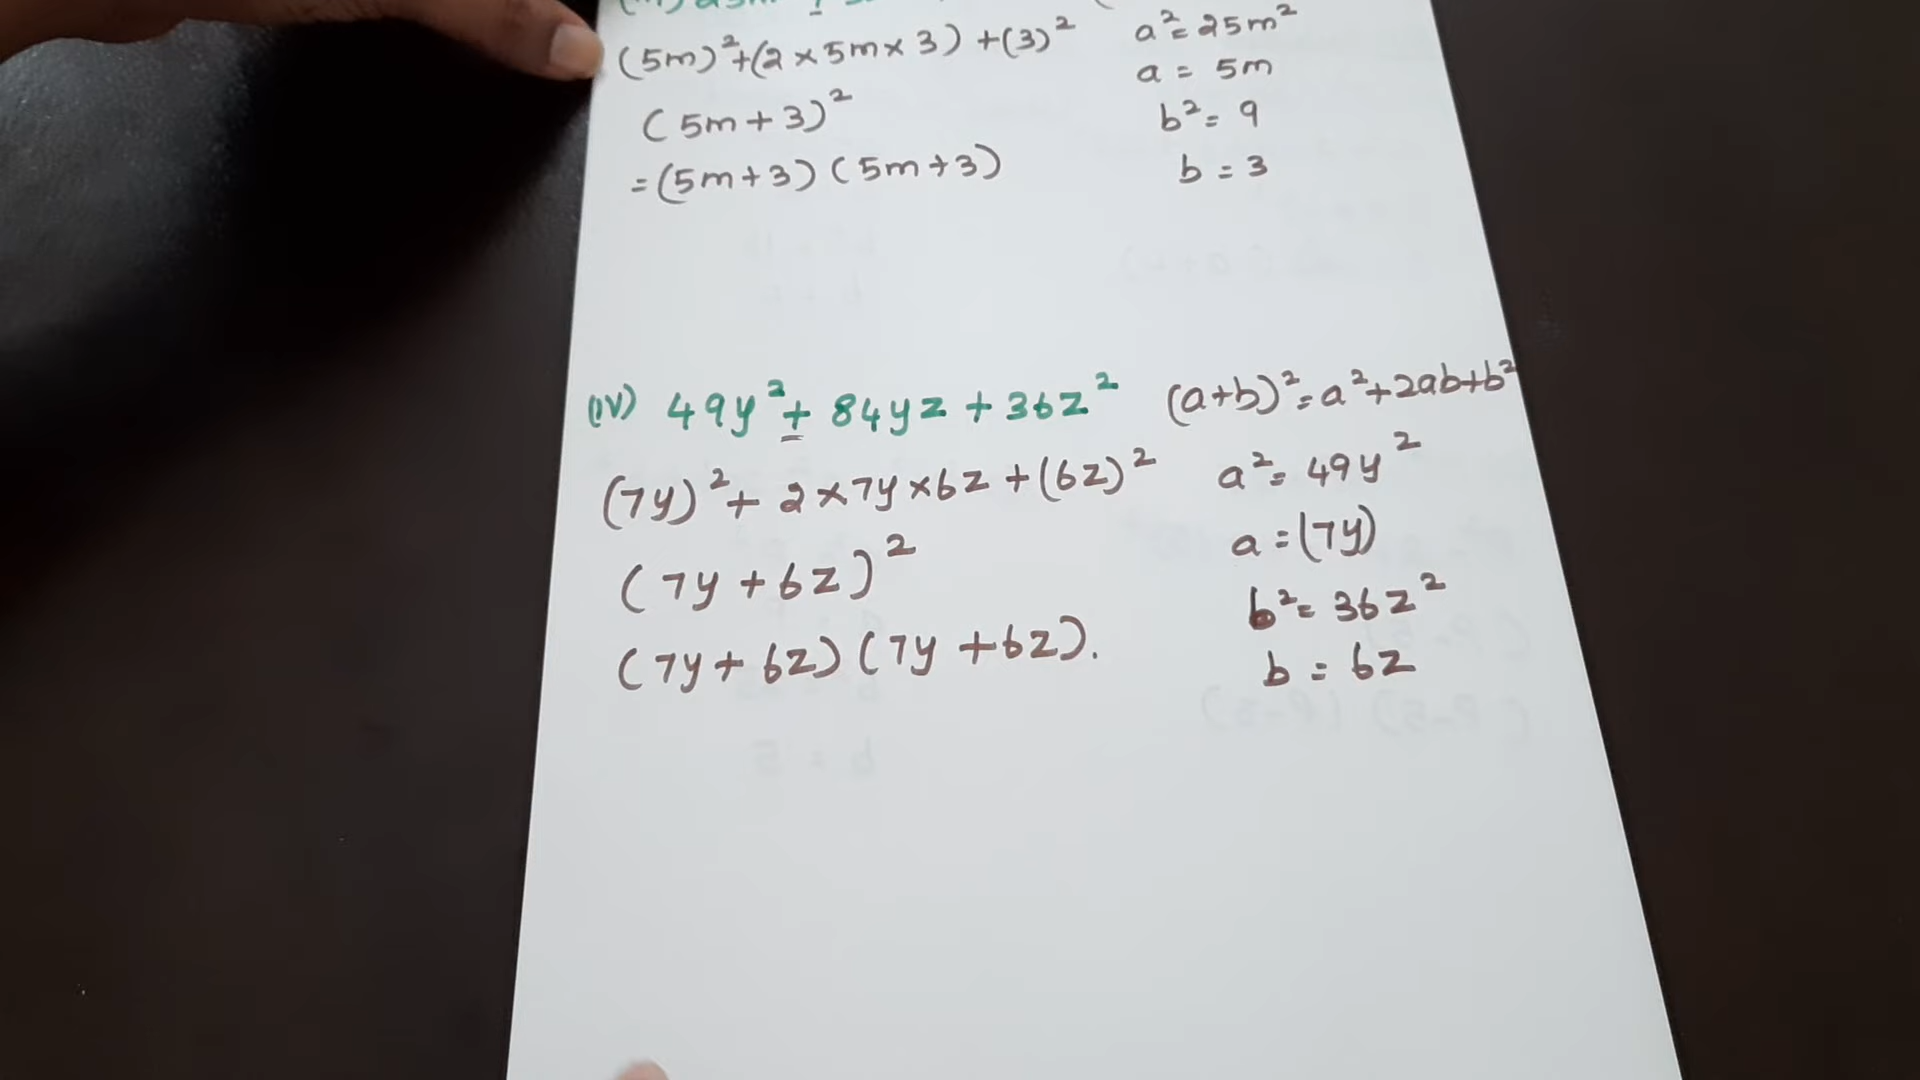 (5m)²+(2×5m×3)+(3)² a²=25m²
a = 5m
(5m+3)² b²=9
=(5m+3)(5m+3) b=3
(iv) 49y²+84yz+36z² (a+b)²=a²+2ab+b²
(7y)²+2×7y×6z+(6z)² a²=49y²
(7y+6z)² a=(7y)
b²=36z²
(7y+6z)(7y+6z). b=6z